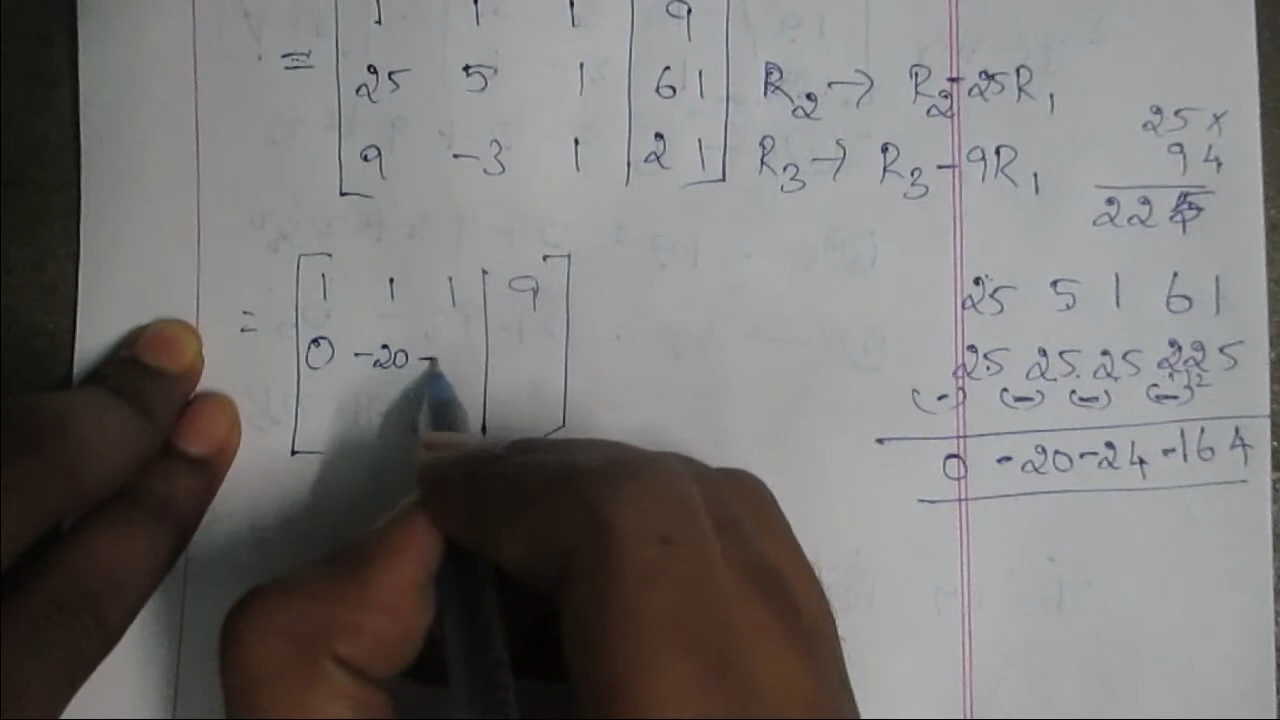 1 1 1 9
= 25 5 1 61 R2 → R2 - 25R1
9 -3 1 21 R3 → R3 - 9R1
25 x
9 4
225
= 1 1 1 9
0 -20 -
25 5 1 61
25 25 25 225
(-) (-) (-) (-)
0 -20 -24 -164